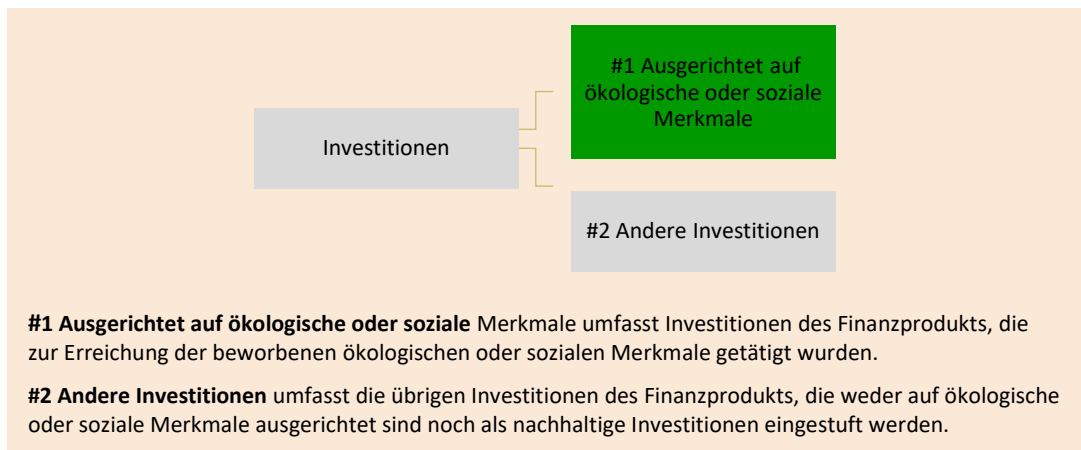 #1 Ausgerichtet auf
ökologische oder soziale
Merkmale
Investitionen
#2 Andere Investitionen
#1 Ausgerichtet auf ökologische oder soziale Merkmale umfasst Investitionen des Finanzprodukts, die
zur Erreichung der beworbenen ökologischen oder sozialen Merkmale getätigt wurden.
#2 Andere Investitionen umfasst die übrigen Investitionen des Finanzprodukts, die weder auf ökologische
oder soziale Merkmale ausgerichtet sind noch als nachhaltige Investitionen eingestuft werden.